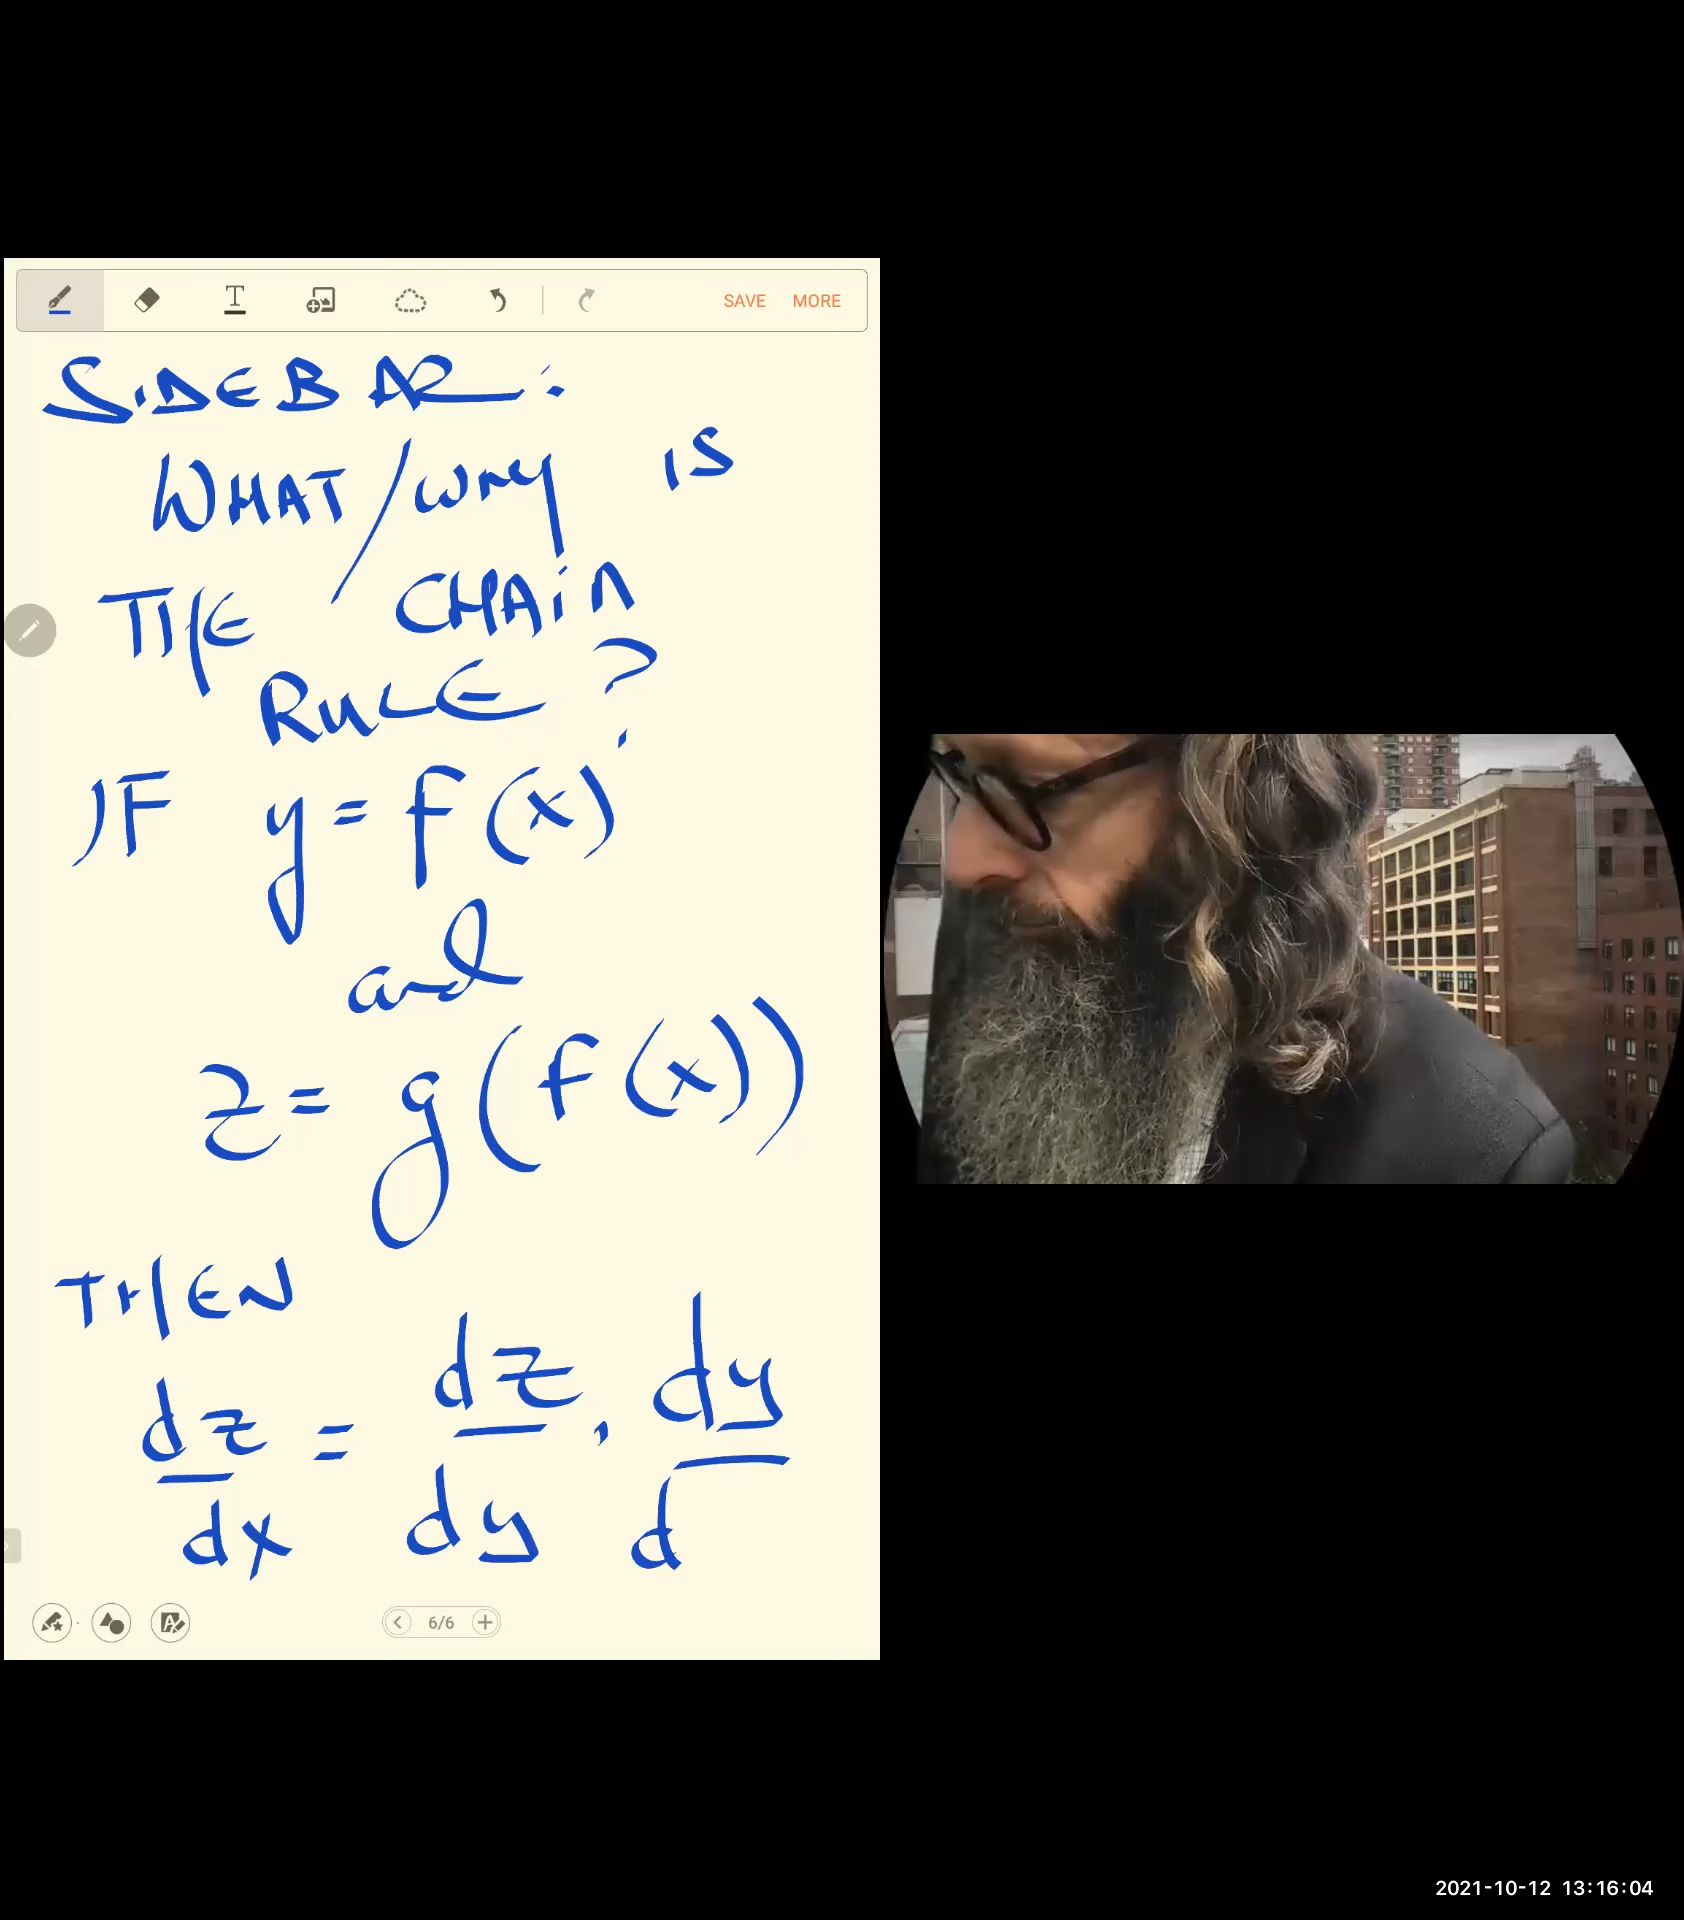 SAVE MORE
SIDEBAR:
WHAT/WHY IS
THE CHAIN
RULE?
IF y = f(x)
and
z = g(f(x))
THEN
dz/dx = dz/dy · dy/d
6/6
2021-10-12 13:16:04